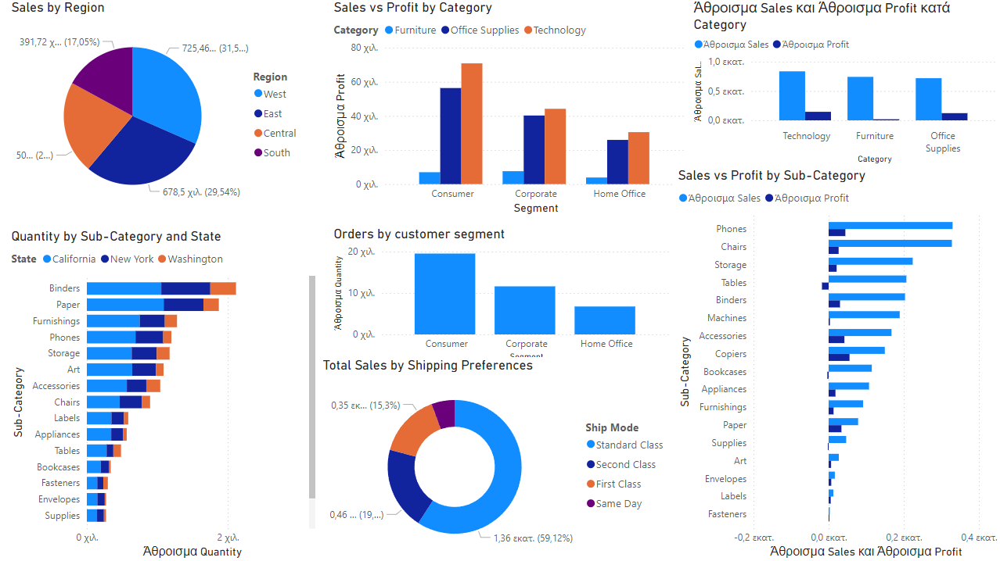 Sales by Region
391,72 χ... (17,05%)
725,46... (31,5...)
50... (2...)
678,5 χιλ. (29,54%)
Region
West
East
Central
South
Sales vs Profit by Category
Category Furniture Office Supplies Technology
Άθροισμα Profit
80 χιλ.
60 χιλ.
40 χιλ.
20 χιλ.
0 χιλ.
Consumer Corporate Home Office
Segment
Άθροισμα Sales και Άθροισμα Profit κατά
Category
Άθροισμα Sales Άθροισμα Profit
Άθροισμα Sal...
1,0 εκατ.
0,5 εκατ.
0,0 εκατ.
Technology Furniture Office
Supplies
Category
Quantity by Sub-Category and State
State California New York Washington
Sub-Category
Binders
Paper
Furnishings
Phones
Storage
Art
Accessories
Chairs
Labels
Appliances
Tables
Bookcases
Fasteners
Envelopes
Supplies
0 χιλ. 2 χιλ.
Άθροισμα Quantity
Orders by customer segment
Άθροισμα Quantity
20 χιλ.
10 χιλ.
0 χιλ.
Consumer Corporate Home Office
Segment
Total Sales by Shipping Preferences
0,35 εκ... (15,3%)
0,46 ... (19,...)
1,36 εκατ. (59,12%)
Ship Mode
Standard Class
Second Class
First Class
Same Day
Sales vs Profit by Sub-Category
Άθροισμα Sales Άθροισμα Profit
Sub-Category
Phones
Chairs
Storage
Tables
Binders
Machines
Accessories
Copiers
Bookcases
Appliances
Furnishings
Paper
Supplies
Art
Envelopes
Labels
Fasteners
-0,2 εκατ. 0,0 εκατ. 0,2 εκατ. 0,4 εκατ.
Άθροισμα Sales και Άθροισμα Profit